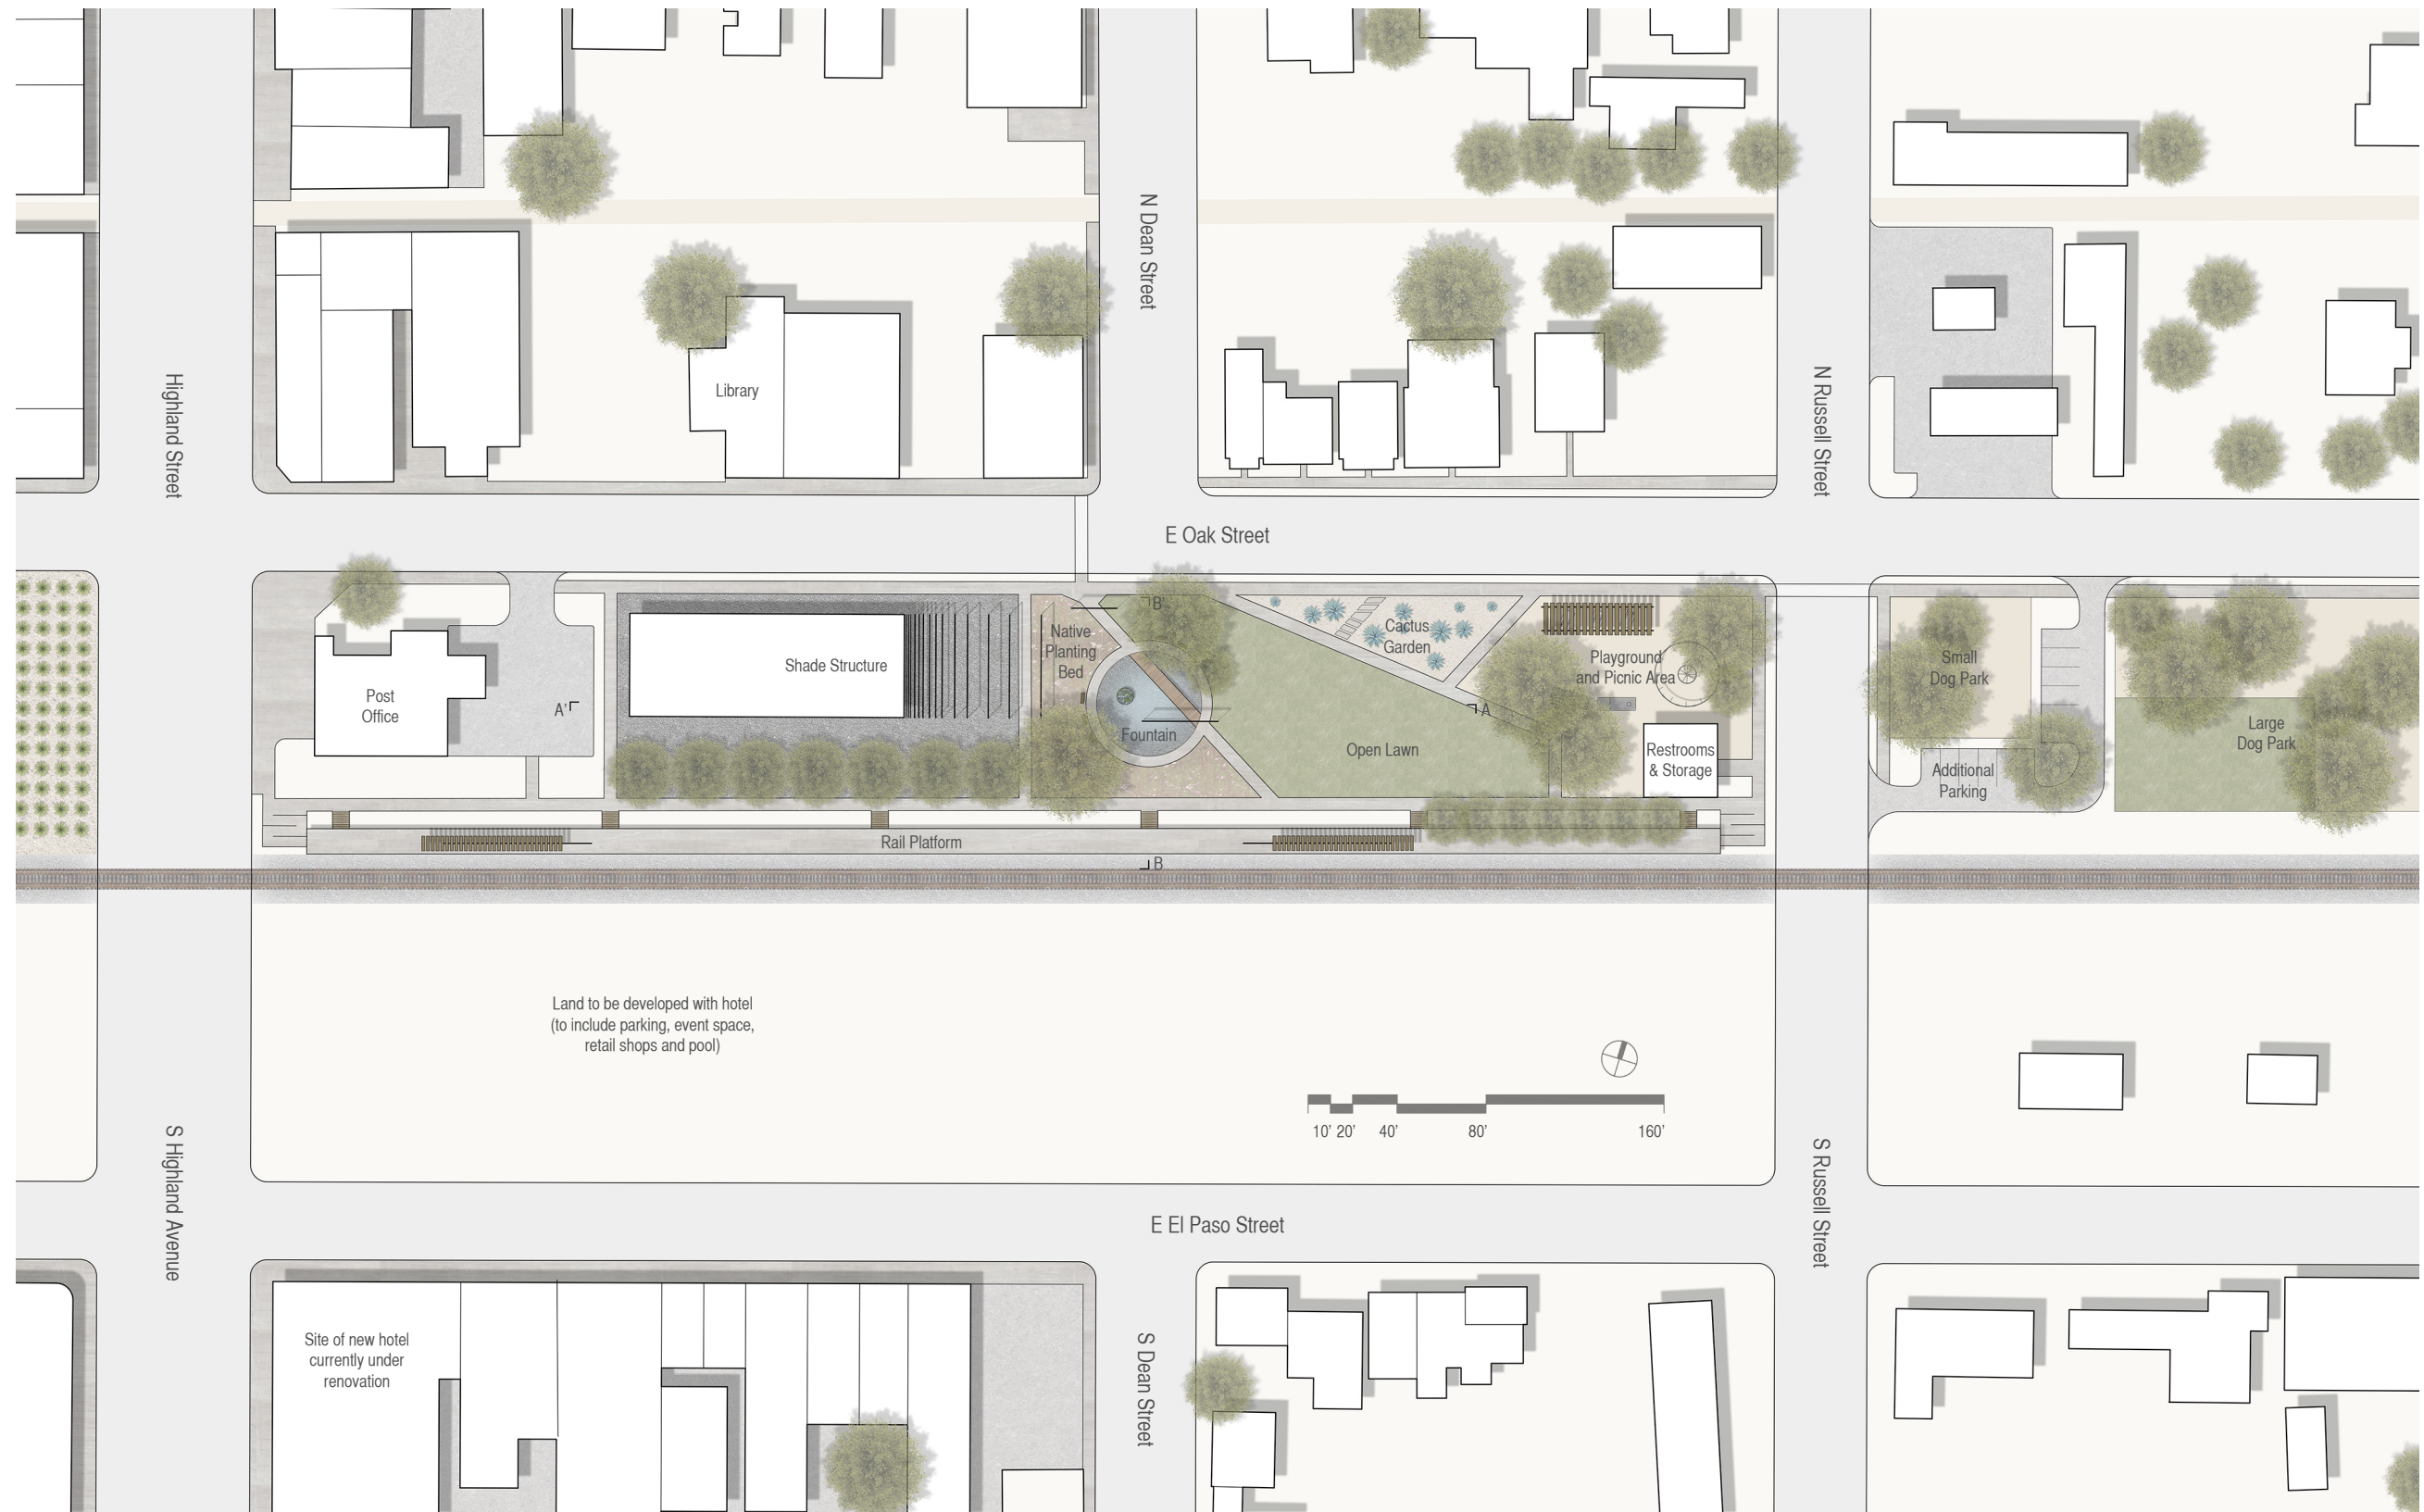 N Dean Street
Highland Street
Library
N Russell Street
E Oak Street
B'
Native
Planting
Bed
Cactus
Garden
Shade Structure
Playground
and Picnic Area
Small
Dog Park
Post
Office
A'
A
Fountain
Open Lawn
Restrooms
& Storage
Large
Dog Park
Additional
Parking
Rail Platform
B
Land to be developed with hotel
(to include parking, event space,
retail shops and pool)
10' 20' 40' 80' 160'
S Highland Avenue
S Russell Street
E El Paso Street
Site of new hotel
currently under
renovation
S Dean Street